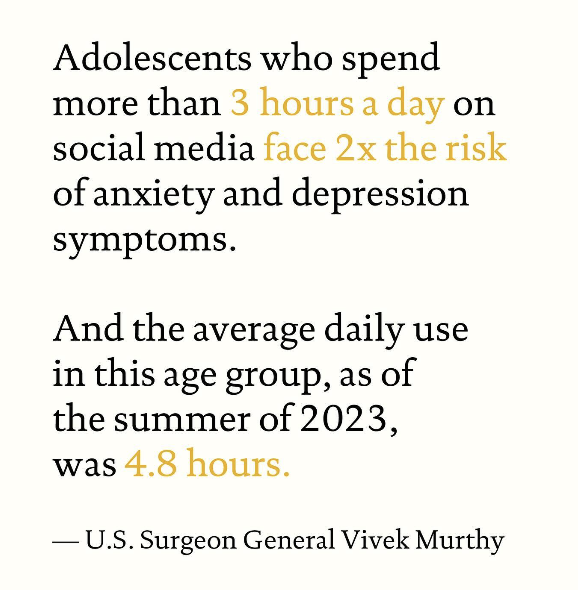 Adolescents who spend
more than 3 hours a day on
social media face 2x the risk
of anxiety and depression
symptoms.
And the average daily use
in this age group, as of
the summer of 2023,
was 4.8 hours.
— U.S. Surgeon General Vivek Murthy